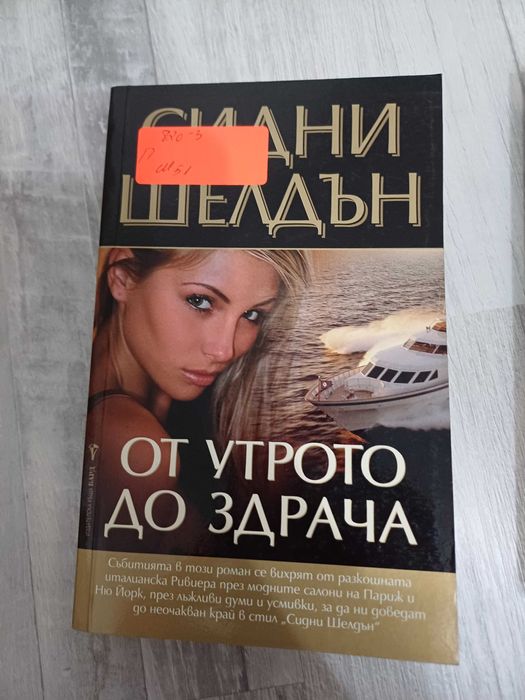 СИДНИ
ШЕЛДЪН
ОТ УТРОТО
ДО ЗДРАЧА
Събитията в този роман се вихрят от разкошната
италианска Ривиера през модните салони на Париж и
Ню Йорк, през лъжливи думи и усмивки, за да ни доведат
до неочакван край в стил „Сидни Шелдън"
БАРД